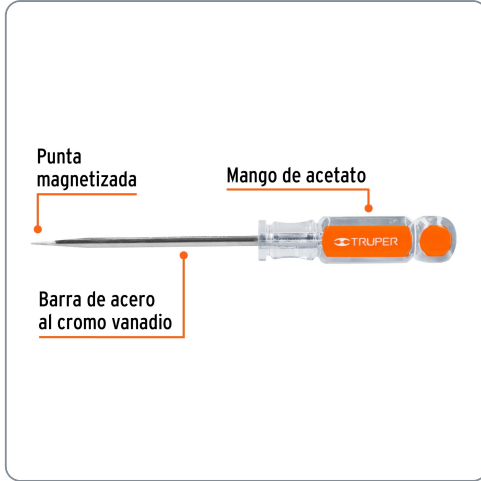 Punta
magnetizada
Mango de acetato
TRUPER
Barra de acero
al cromo vanadio